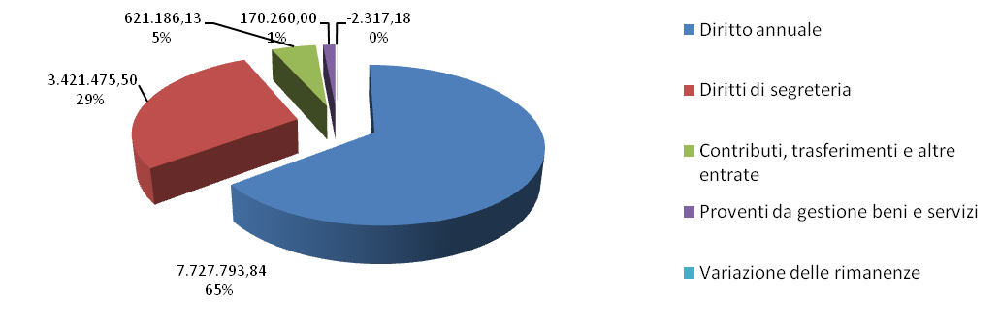 621.186,13
5%
170.260,00
1%
-2.317,18
0%
3.421.475,50
29%
7.727.793,84
65%
Diritto annuale
Diritti di segreteria
Contributi, trasferimenti e altre
entrate
Proventi da gestione beni e servizi
Variazione delle rimanenze